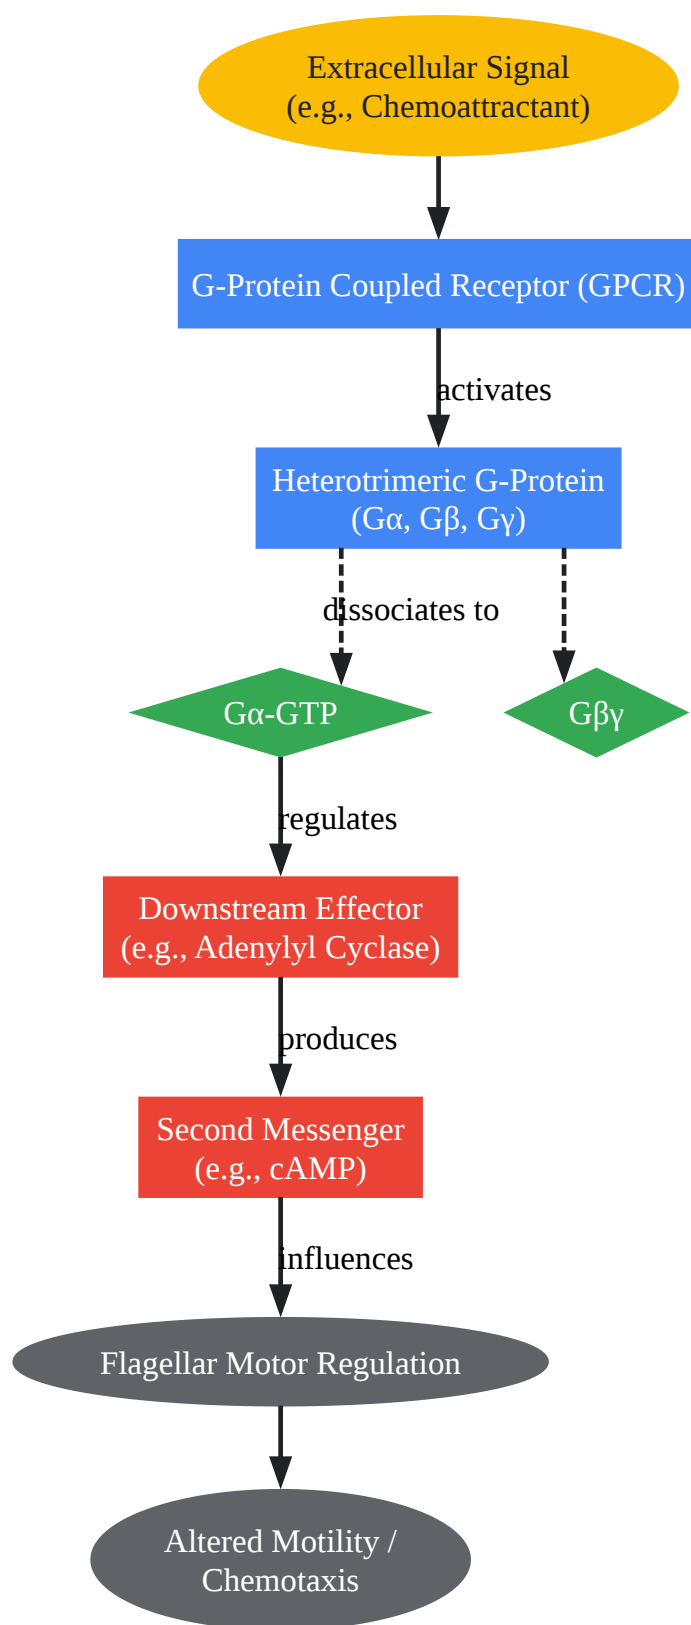 Extracellular Signal
(e.g., Chemoattractant)
G-Protein Coupled Receptor (GPCR)
activates
Heterotrimeric G-Protein
(Gα, Gβ, Gγ)
dissociates to
Gα-GTP
Gβγ
regulates
Downstream Effector
(e.g., Adenylyl Cyclase)
produces
Second Messenger
(e.g., cAMP)
influences
Flagellar Motor Regulation
Altered Motility /
Chemotaxis